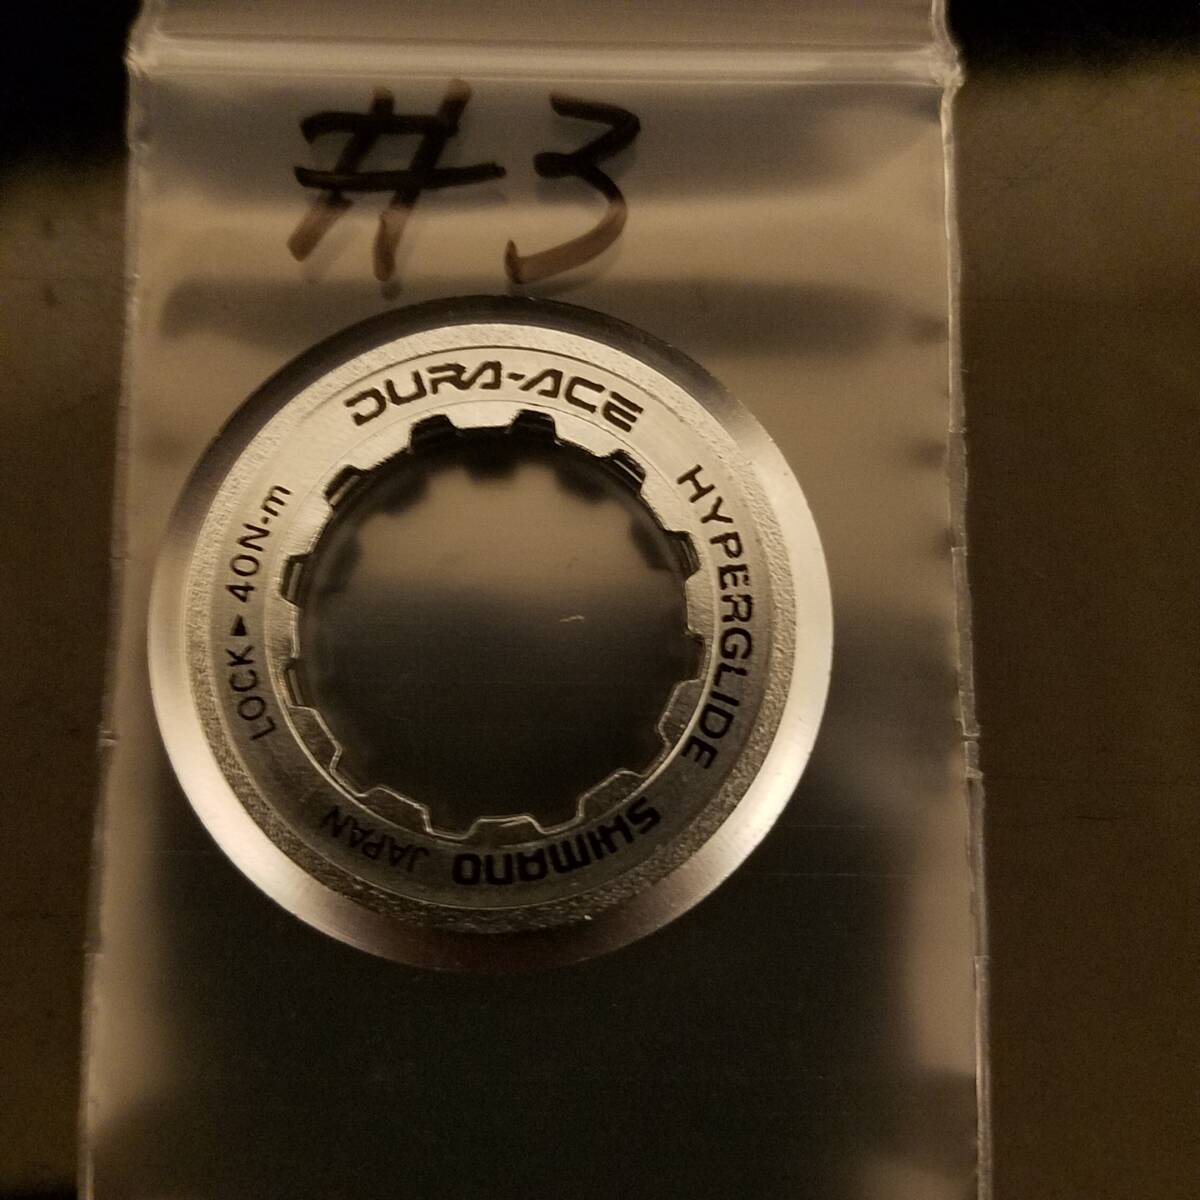 #3
DURA-ACE
HYPERGLIDE
SHIMANO JAPAN
LOCK ► 40N·m